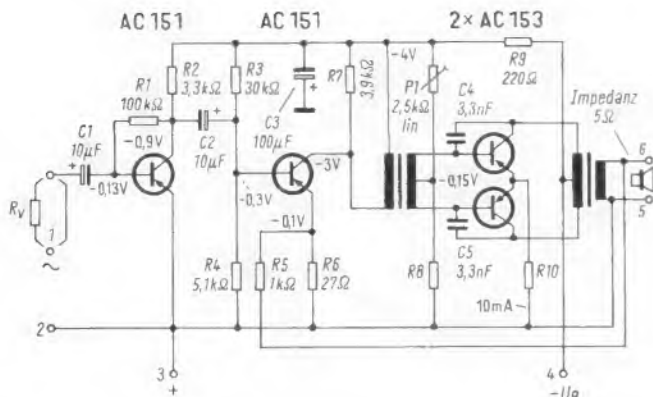 AC 151
AC 151
2× AC 153
R1
100kΩ
R2
3,3kΩ
R3
30kΩ
C1
10µF
C2
10µF
C3
100µF
R7
3,9kΩ
-4V
P1
2,5kΩ
lin
C4
3,3nF
R9
220Ω
Impedanz
5Ω
-0,9V
-0,13V
-0,3V
-3V
-0,1V
-0,15V
Rv
1
~
6
5
R4
5,1kΩ
R5
1kΩ
R6
27Ω
R8
C5
3,3nF
R10
10mA
2
3
+
4